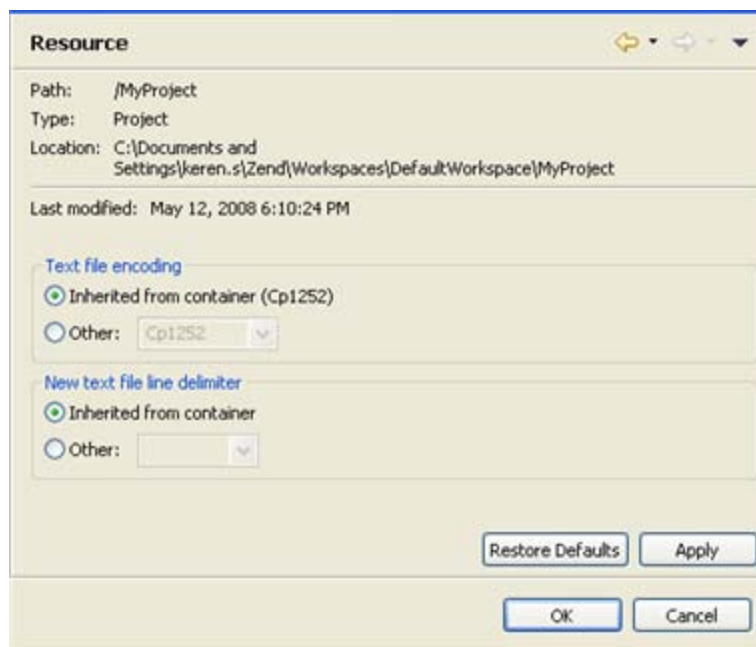 Resource
Path: /MyProject
Type: Project
Location: C:\Documents and
Settings\keren.s\Zend\Workspaces\DefaultWorkspace\MyProject
Last modified: May 12, 2008 6:10:24 PM
Text file encoding
Inherited from container (Cp1252)
Other: Cp1252
New text file line delimiter
Inherited from container
Other:
Restore Defaults Apply
OK Cancel